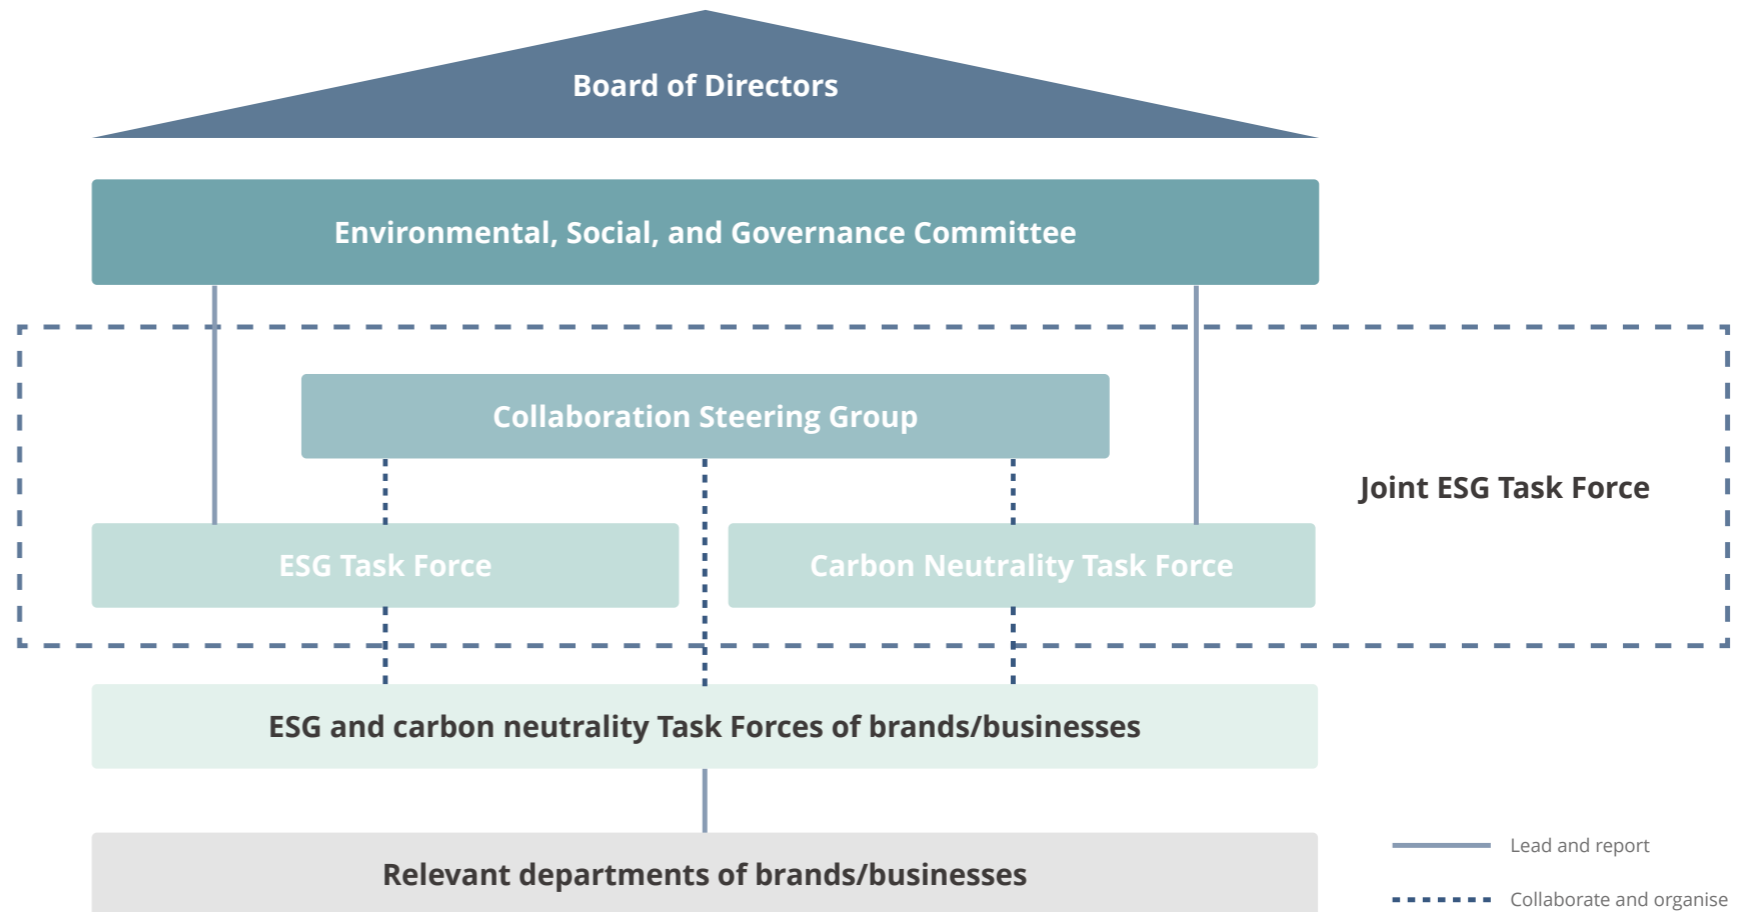 Board of Directors
Environmental, Social, and Governance Committee
Collaboration Steering Group
Joint ESG Task Force
ESG Task Force
Carbon Neutrality Task Force
ESG and carbon neutrality Task Forces of brands/businesses
Relevant departments of brands/businesses
Lead and report
Collaborate and organise